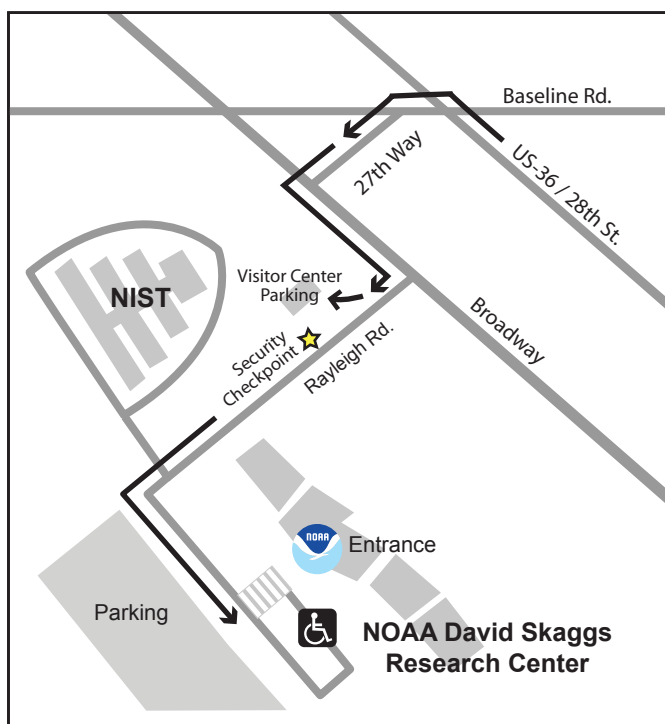 Baseline Rd.
27th Way
US-36 / 28th St.
Visitor Center
Parking
NIST
Broadway
Security
Checkpoint
Rayleigh Rd.
NOAA
Entrance
Parking
NOAA David Skaggs
Research Center